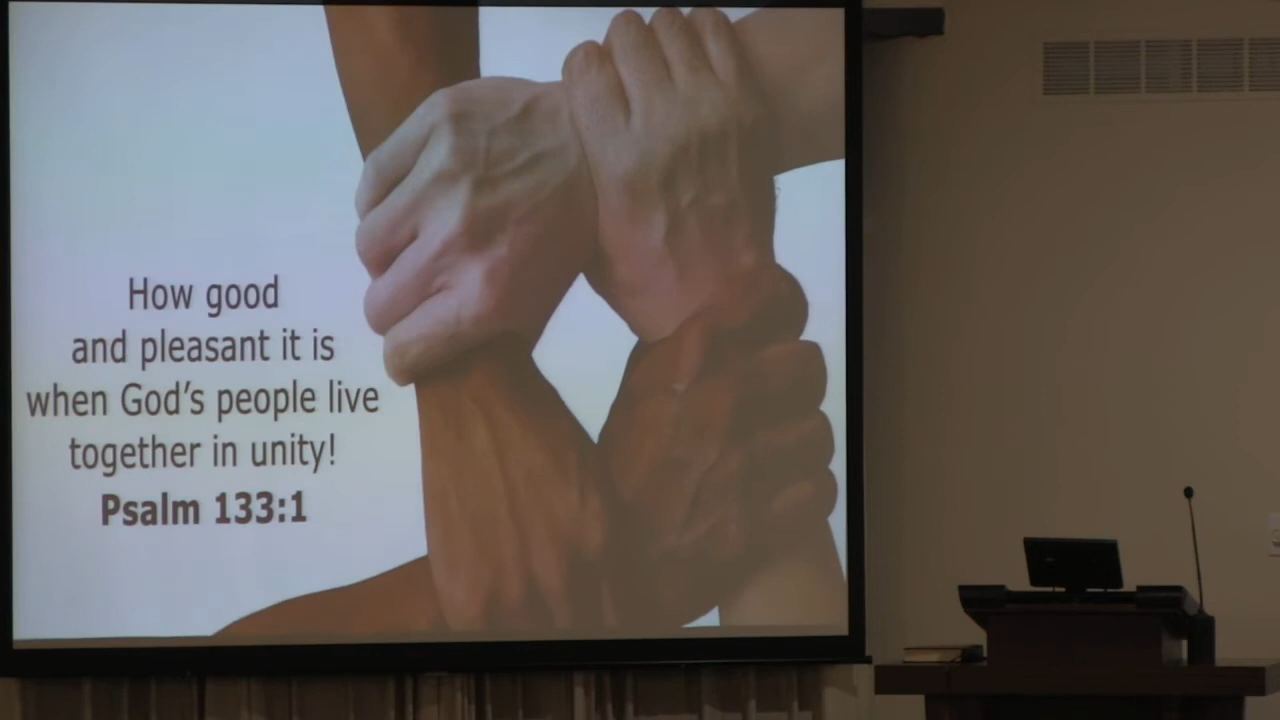 How good
and pleasant it is
when God's people live
together in unity!
Psalm 133:1